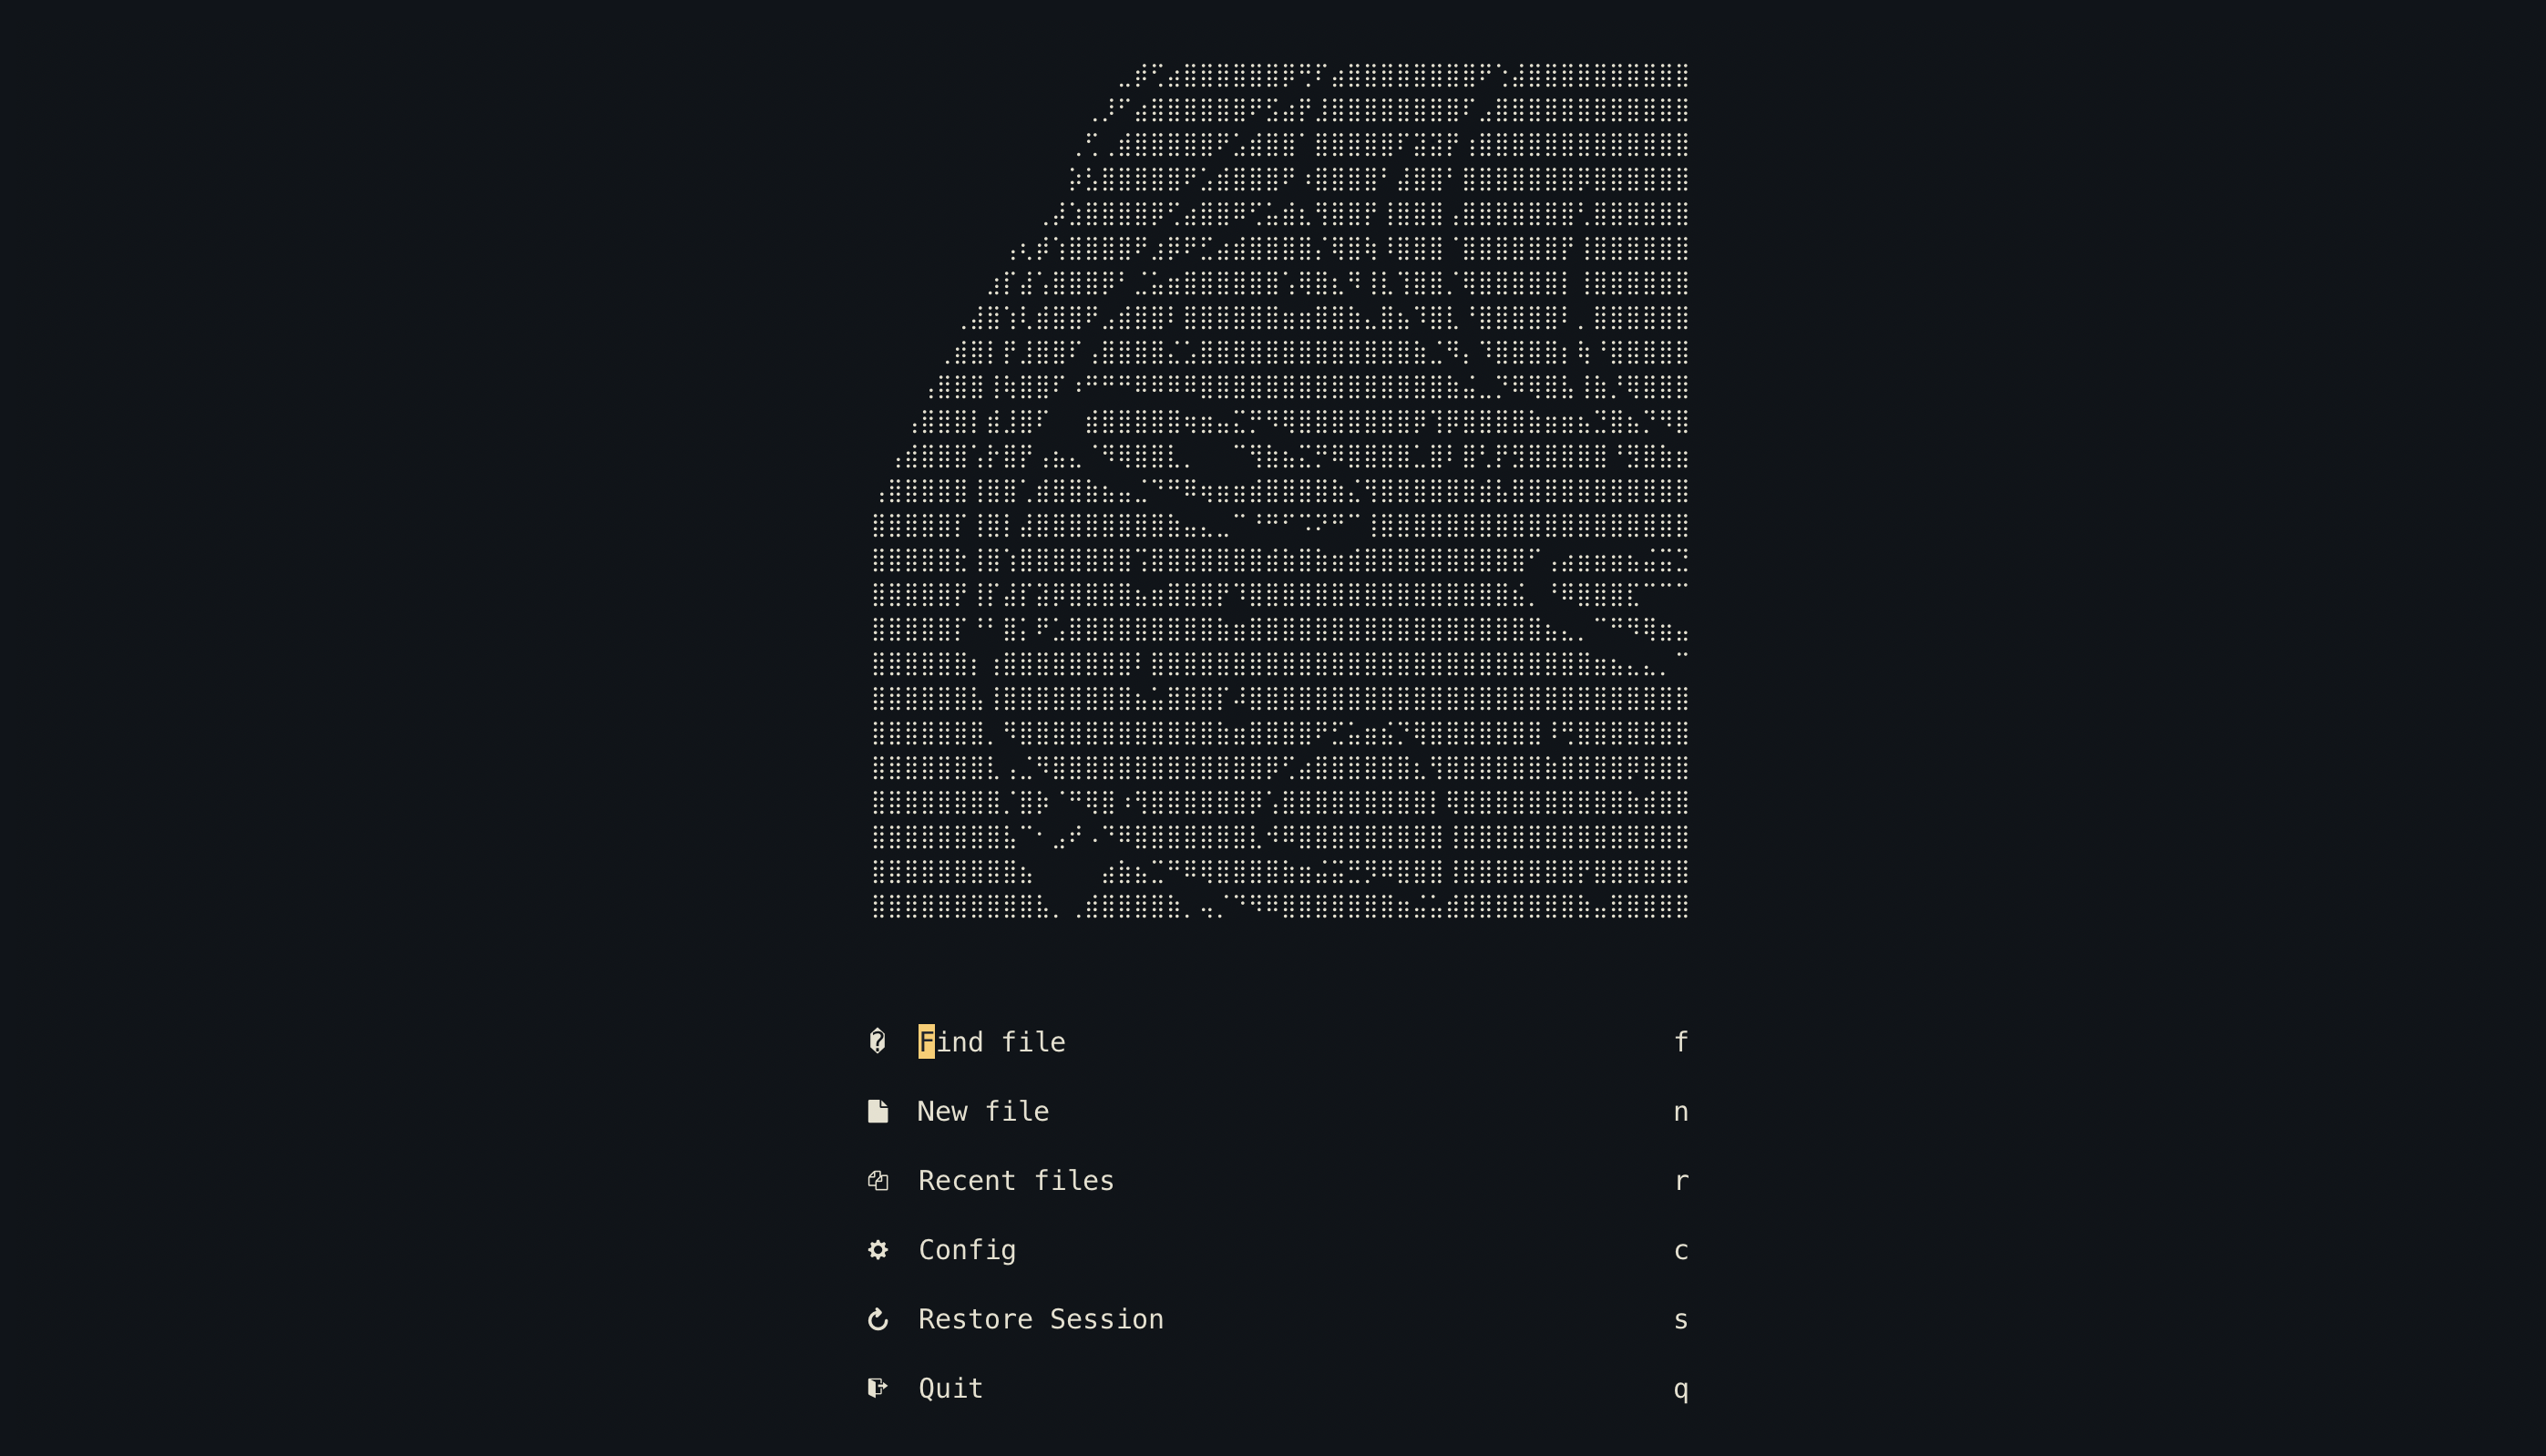 Find file f
New file n
Recent files r
Config c
Restore Session s
Quit q